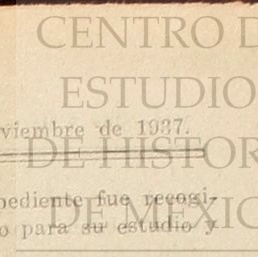 CENTRO D
ESTUDIO
viembre de 1937.
DE HISTOR
pediente fue recogi-
DE MEXIC
o para su estudio y